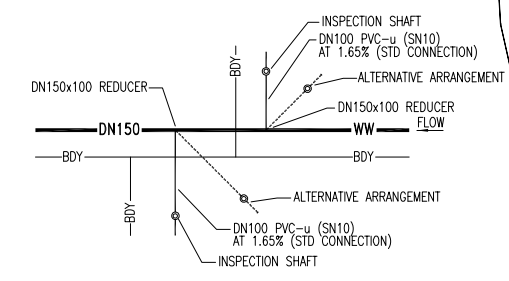 INSPECTION SHAFT
DN100 PVC-u (SN10)
AT 1.65% (STD CONNECTION)
BDY
ALTERNATIVE ARRANGEMENT
DN150x100 REDUCER
DN150x100 REDUCER
DN150
WW
FLOW
BDY
BDY
BDY
ALTERNATIVE ARRANGEMENT
DN100 PVC-u (SN10)
AT 1.65% (STD CONNECTION)
INSPECTION SHAFT